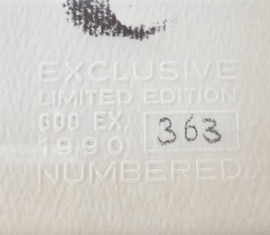 EXCLUSIVE
LIMITED EDITION
600 EX. 363
1990
NUMBERED